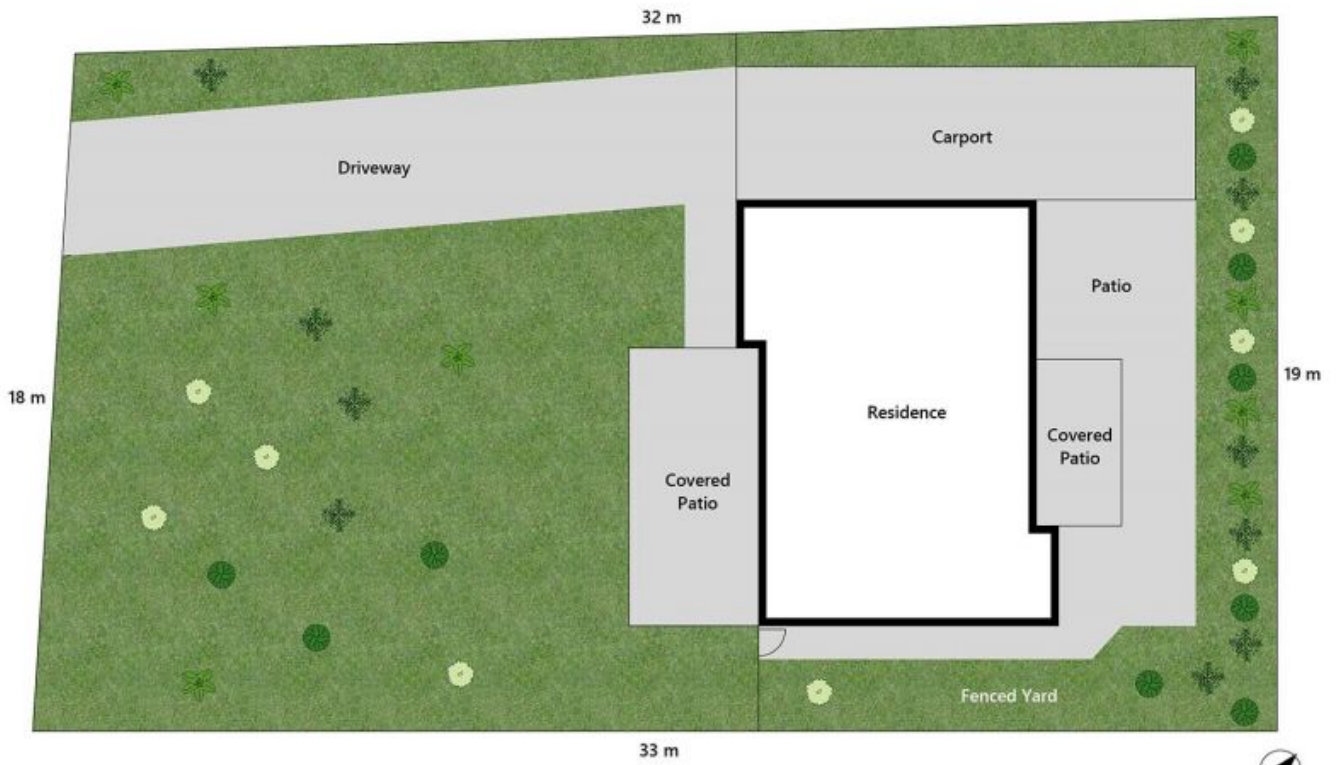 32 m
Carport
Driveway
Patio
18 m
19 m
Residence
Covered
Patio
Covered
Patio
Fenced Yard
33 m